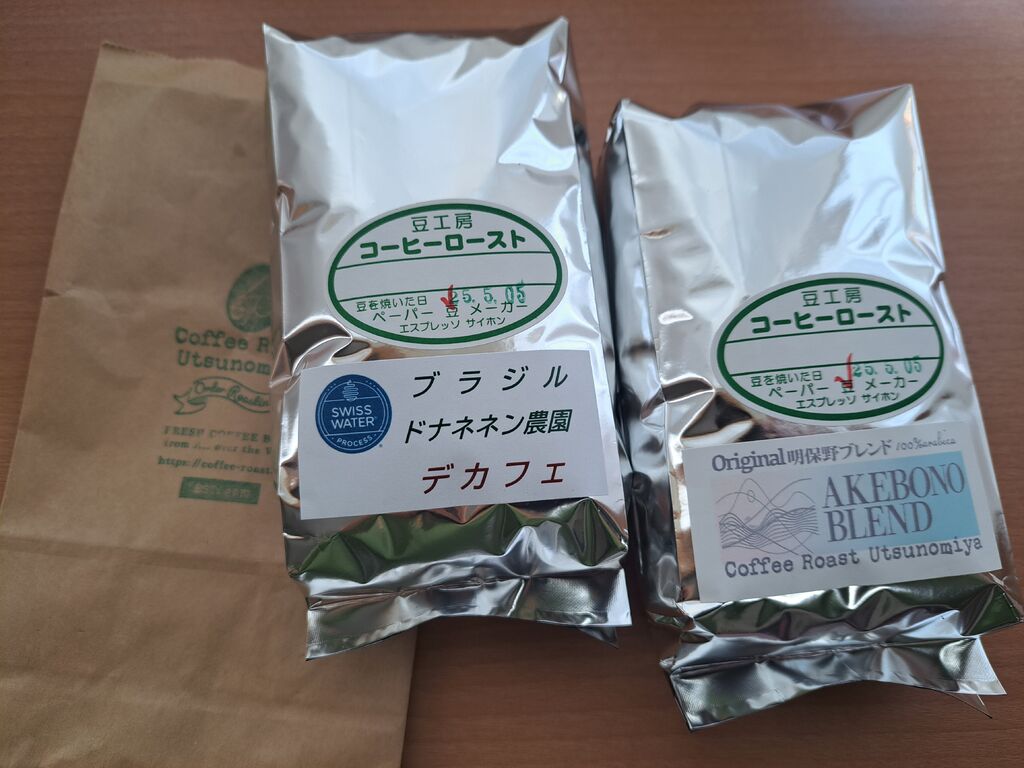 Coffee
Utsunom
Order
FRESH COFFEE B
from
https://coffee-roast.
豆工房
コーヒーロースト
豆を焼いた日 25.5.05
ペーパー 豆 メーカー
エスプレッソ サイホン
SWISS
WATER
PROCESS
ブラジル
ドナネネン農園
デカフェ
豆工房
コーヒーロースト
豆を焼いた日 25.5.05
ペーパー 豆 メーカー
エスプレッソ サイホン
Original 明保野ブレンド 100%arabica
AKEBONO
BLEND
Coffee Roast Utsunomiya